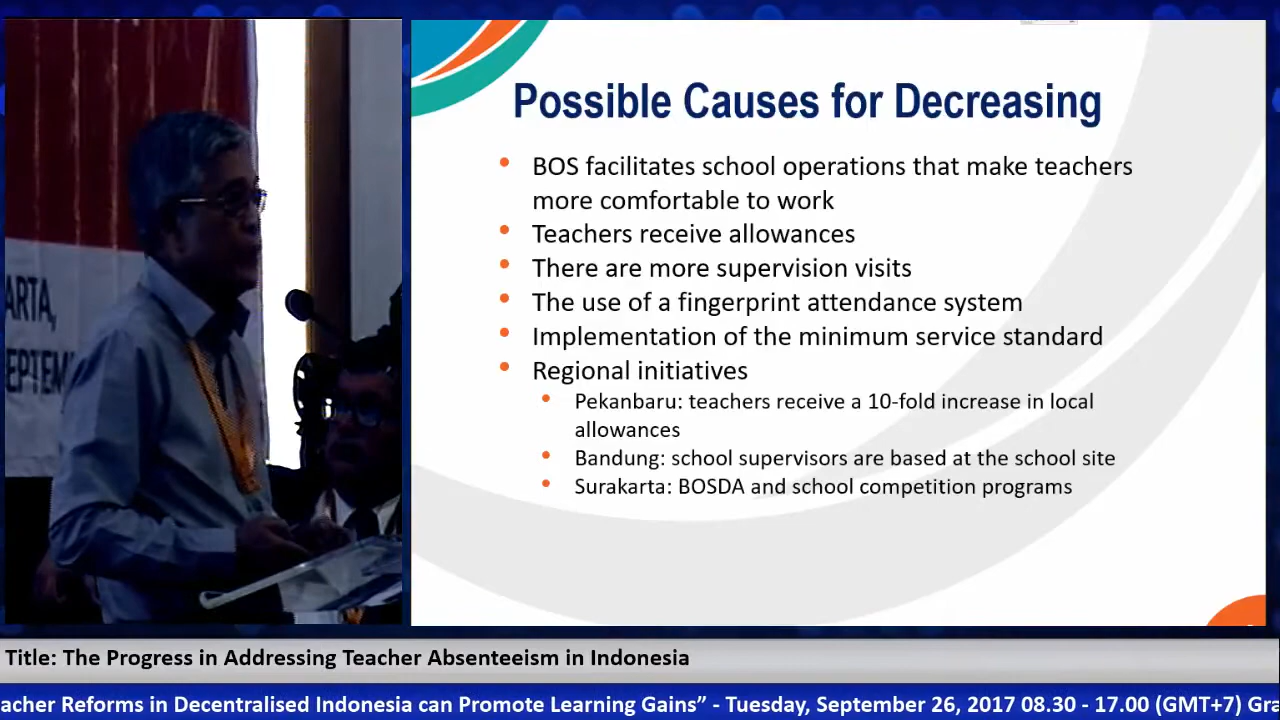 Possible Causes for Decreasing
BOS facilitates school operations that make teachers
more comfortable to work
Teachers receive allowances
There are more supervision visits
The use of a fingerprint attendance system
Implementation of the minimum service standard
Regional initiatives
Pekanbaru: teachers receive a 10-fold increase in local
allowances
Bandung: school supervisors are based at the school site
Surakarta: BOSDA and school competition programs
ARTA,
EPTEM
Title: The Progress in Addressing Teacher Absenteeism in Indonesia
acher Reforms in Decentralised Indonesia can Promote Learning Gains” - Tuesday, September 26, 2017 08.30 - 17.00 (GMT+7) Gra